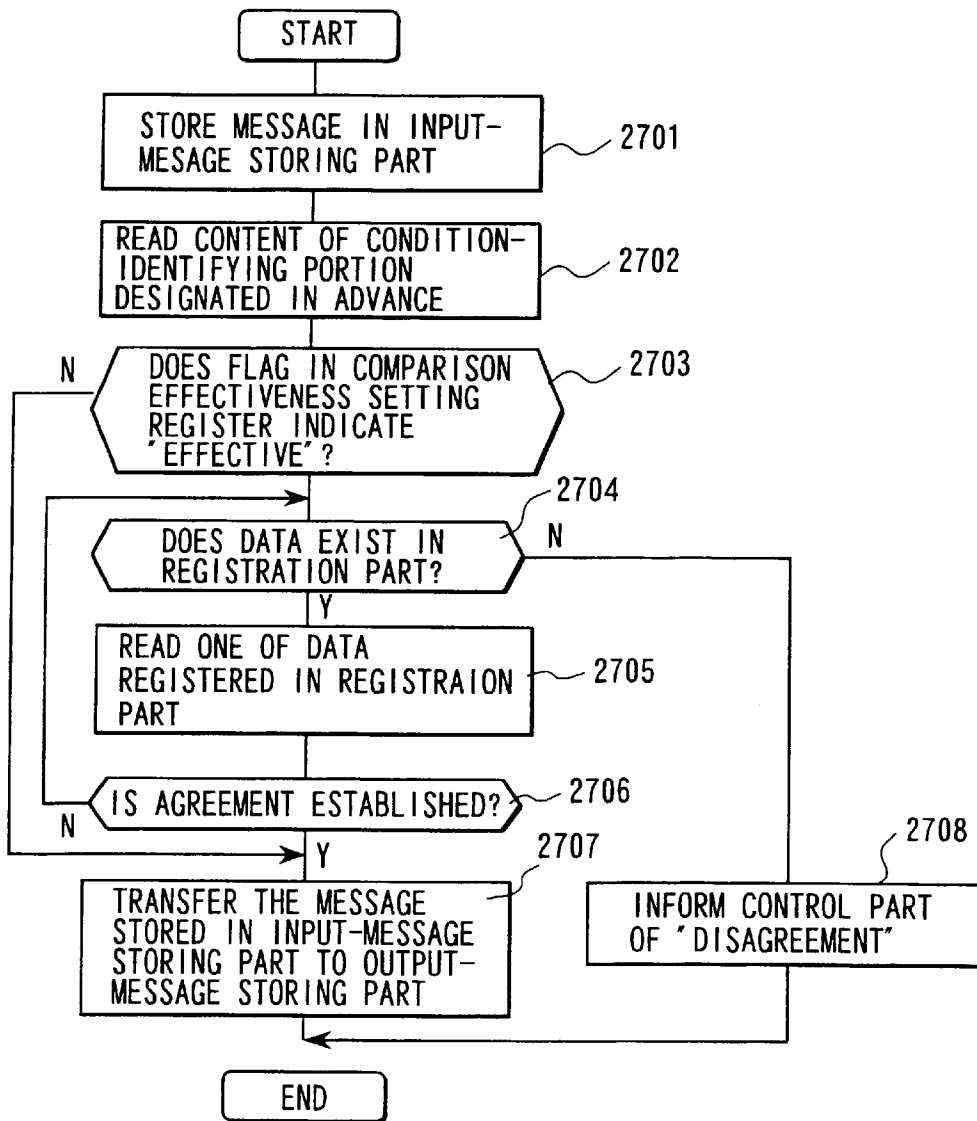 START
STORE MESSAGE IN INPUT-
MESAGE STORING PART
2701
READ CONTENT OF CONDITION-
IDENTIFYING PORTION
DESIGNATED IN ADVANCE
2702
N
DOES FLAG IN COMPARISON
EFFECTIVENESS SETTING
REGISTER INDICATE
"EFFECTIVE"?
2703
2704
DOES DATA EXIST IN
REGISTRATION PART?
N
Y
READ ONE OF DATA
REGISTERED IN REGISTRAION
PART
2705
IS AGREEMENT ESTABLISHED?
2706
N
Y
2707
TRANSFER THE MESSAGE
STORED IN INPUT-MESSAGE
STORING PART TO OUTPUT-
MESSAGE STORING PART
2708
INFORM CONTROL PART
OF "DISAGREEMENT"
END